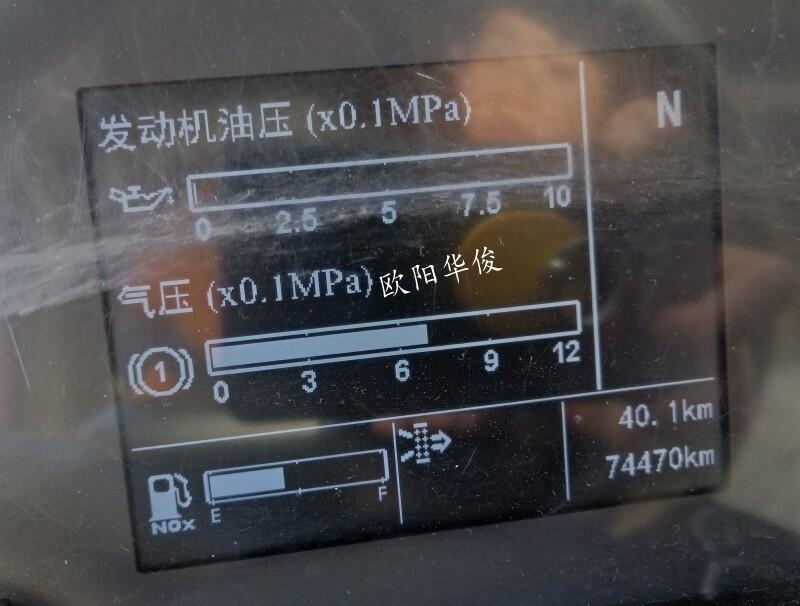 发动机油压 (x0.1MPa)
N
0 2.5 5 7.5 10
气压 (x0.1MPa)欧阳华俊
1
0 3 6 9 12
40.1km
74470km
E F
NOx